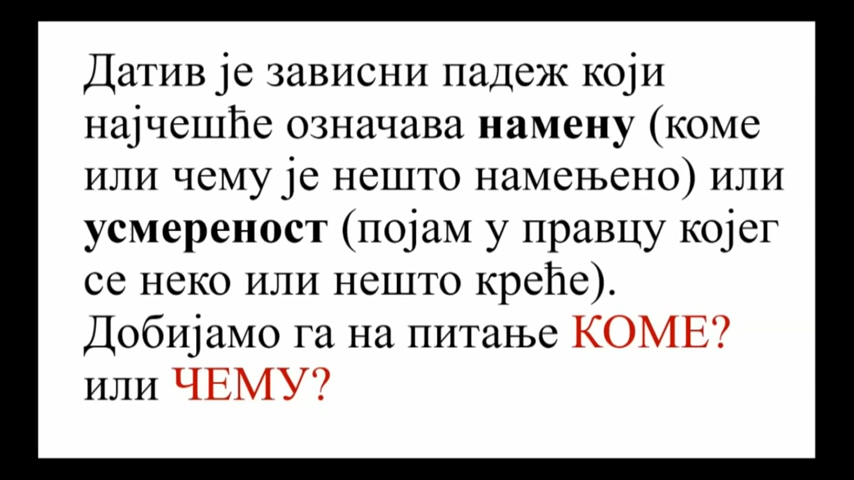 Датив је зависни падеж који
најчешће означава намену (коме
или чему је нешто намењено) или
усмереност (појам у правцу којег
се неко или нешто креће).
Добијамо га на питање КОМЕ?
или ЧЕМУ?